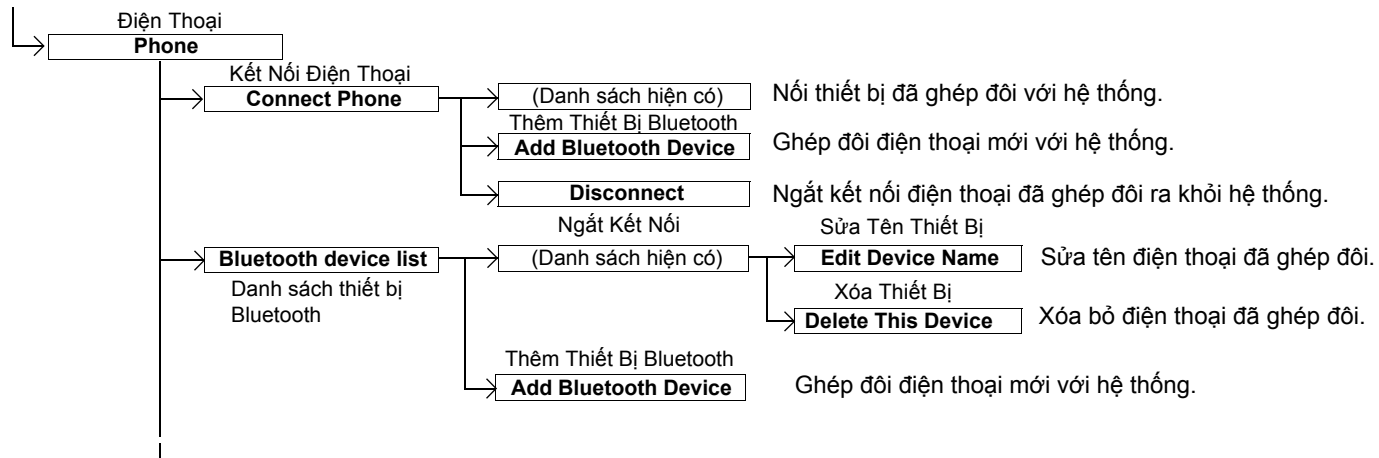 Điện Thoại
Phone
Kết Nối Điện Thoại
Connect Phone
(Danh sách hiện có)
Nối thiết bị đã ghép đôi với hệ thống.
Thêm Thiết Bị Bluetooth
Add Bluetooth Device
Ghép đôi điện thoại mới với hệ thống.
Disconnect
Ngắt kết nối điện thoại đã ghép đôi ra khỏi hệ thống.
Ngắt Kết Nối
Bluetooth device list
Danh sách thiết bị
Bluetooth
(Danh sách hiện có)
Sửa Tên Thiết Bị
Edit Device Name
Sửa tên điện thoại đã ghép đôi.
Xóa Thiết Bị
Delete This Device
Xóa bỏ điện thoại đã ghép đôi.
Thêm Thiết Bị Bluetooth
Add Bluetooth Device
Ghép đôi điện thoại mới với hệ thống.